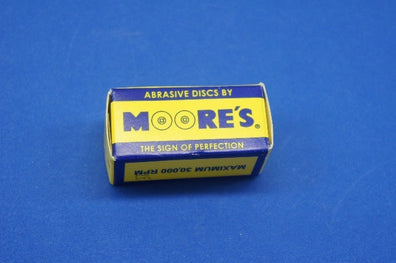 ABRASIVE DISCS BY
MOORE'S®
THE SIGN OF PERFECTION
MAXIMUM 30,000 RPM